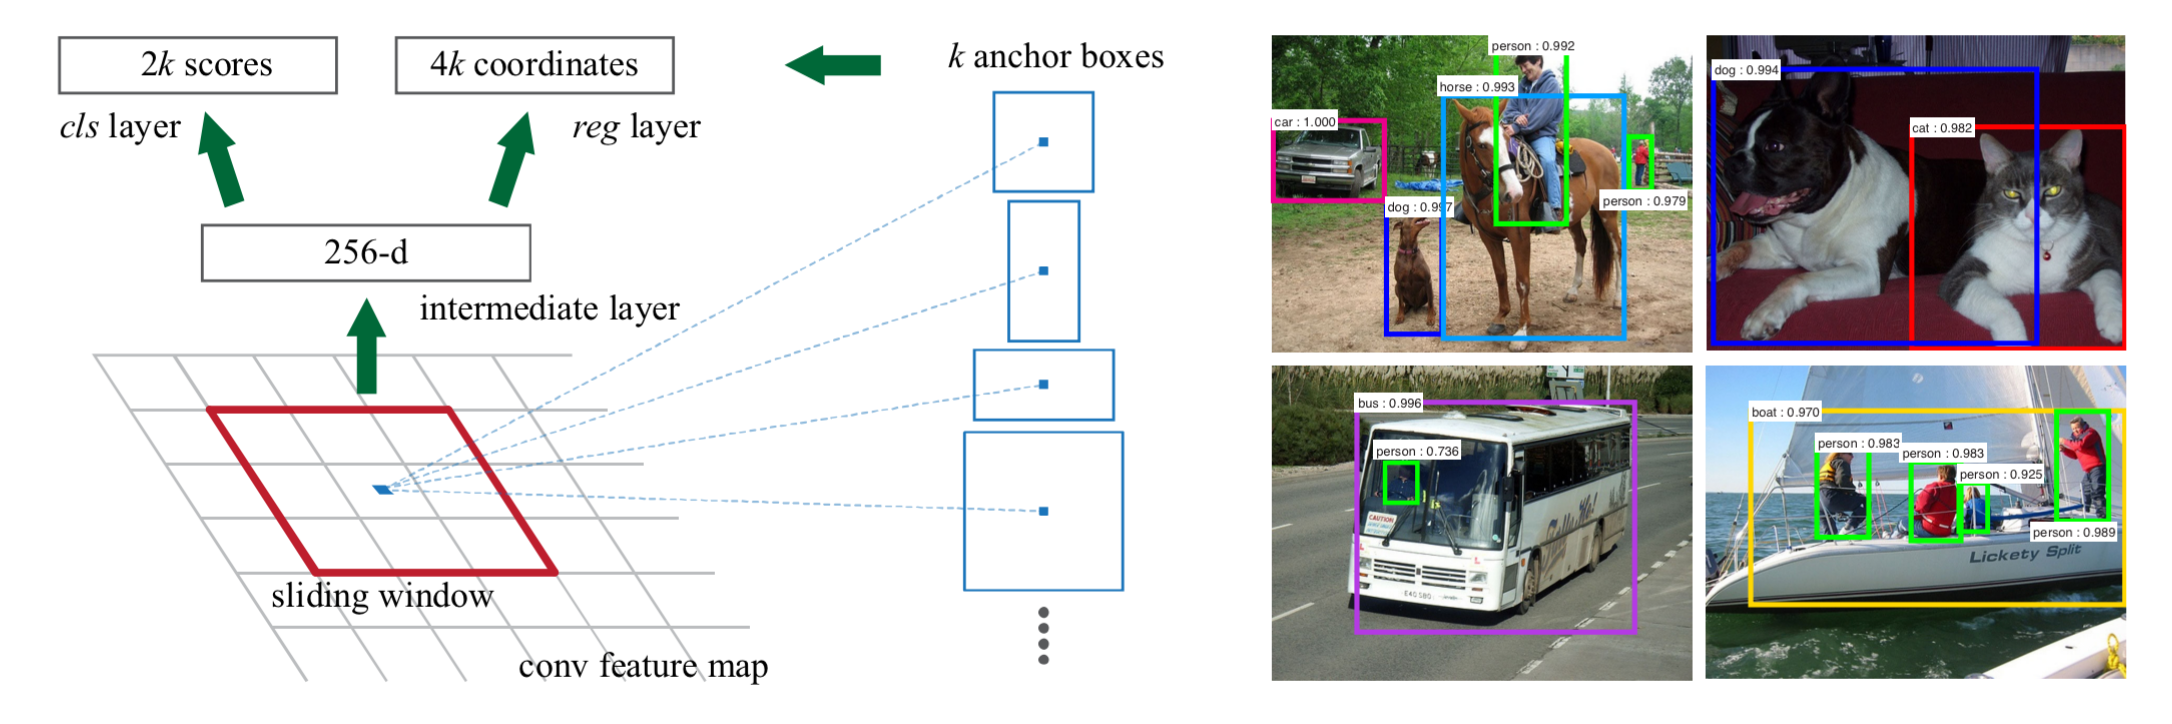 2k scores
4k coordinates
k anchor boxes
cls layer
reg layer
256-d
intermediate layer
sliding window
conv feature map
person : 0.992
horse : 0.993
car : 1.000
dog : 0.997
person : 0.979
dog : 0.994
cat : 0.982
bus : 0.996
person : 0.736
CAUTION
boat : 0.970
person : 0.983
person : 0.983
person : 0.925
person : 0.989
Lickety Split